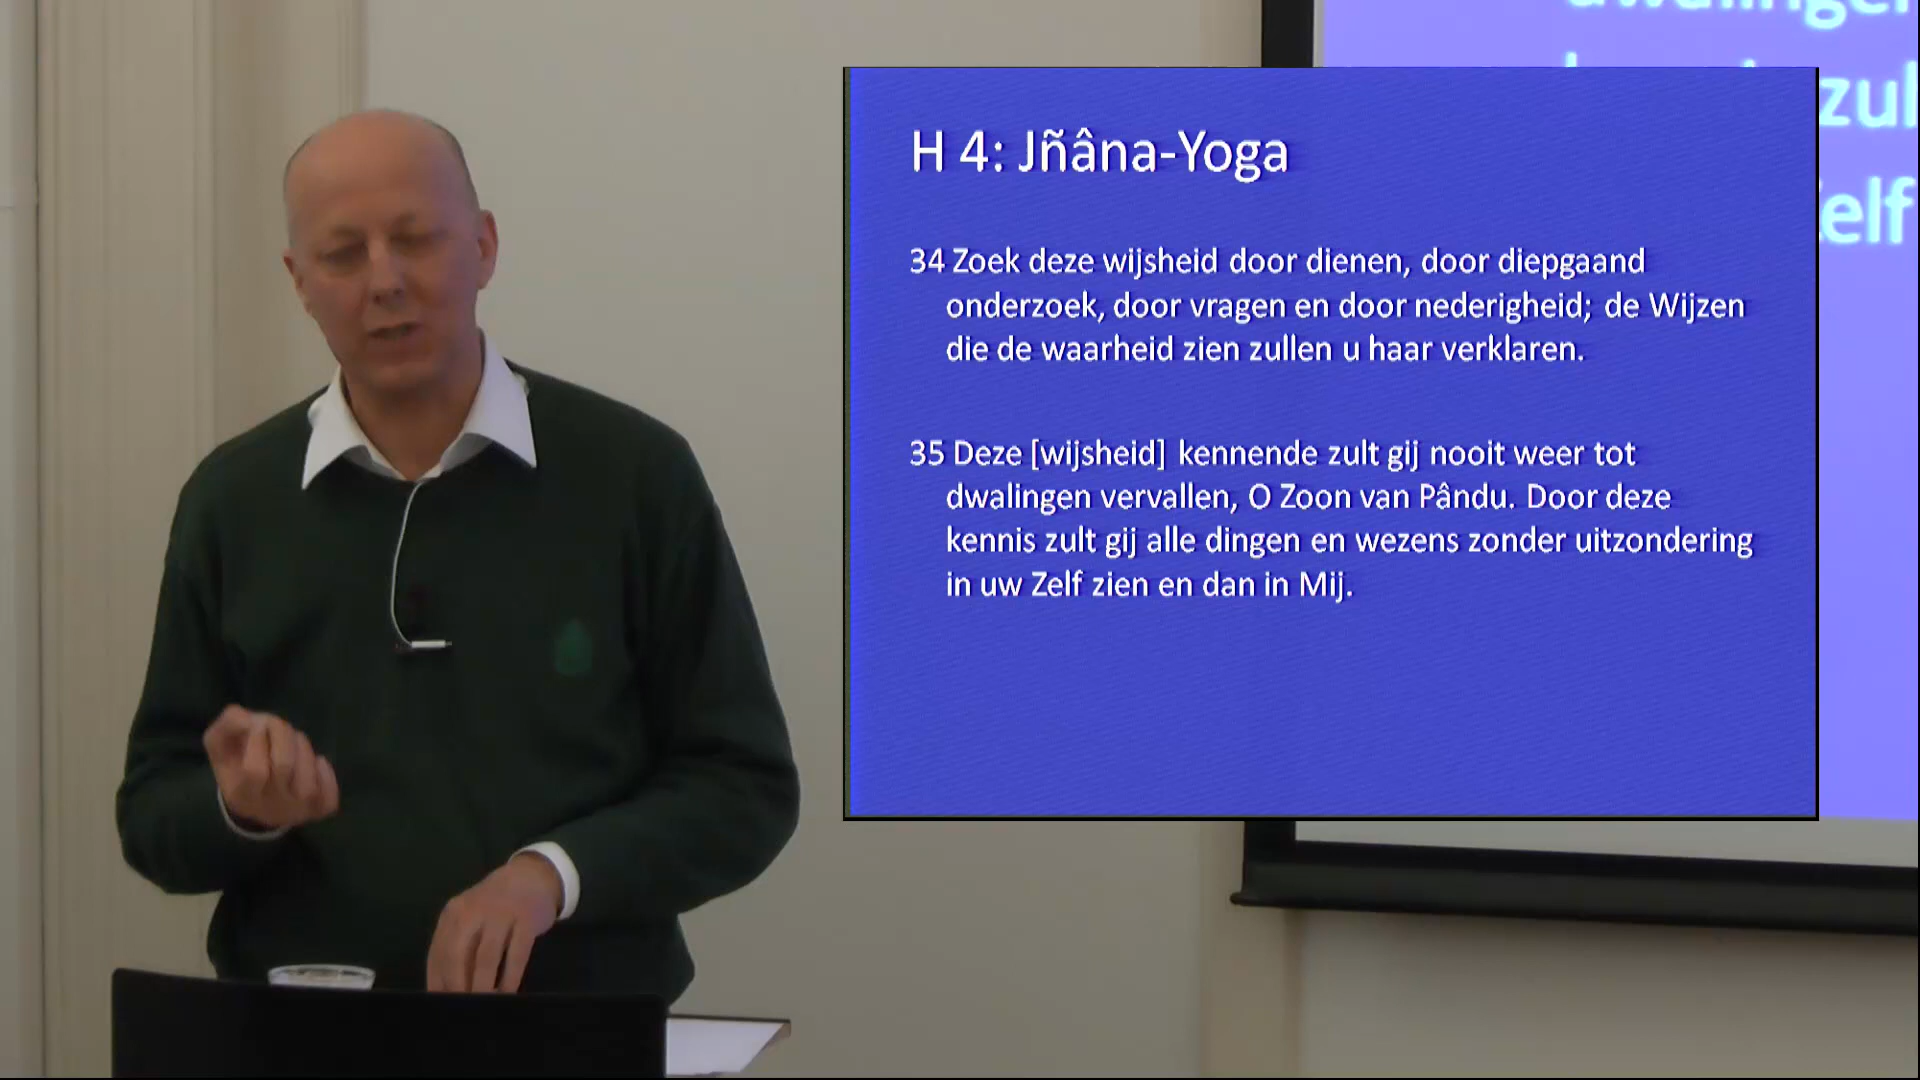 H 4: Jñâna-Yoga
34 Zoek deze wijsheid door dienen, door diepgaand
onderzoek, door vragen en door nederigheid; de Wijzen
die de waarheid zien zullen u haar verklaren.
35 Deze [wijsheid] kennende zult gij nooit weer tot
dwalingen vervallen, O Zoon van Pându. Door deze
kennis zult gij alle dingen en wezens zonder uitzondering
in uw Zelf zien en dan in Mij.
dwalingen
zul
Zelf